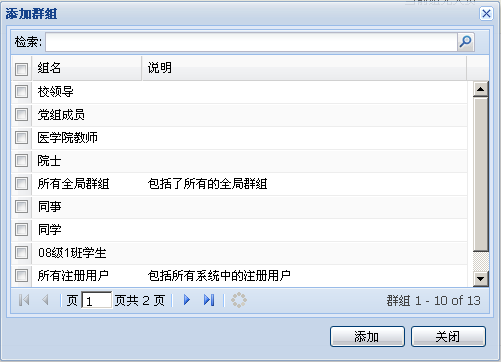 添加群组
检索:
组名 说明
校领导
党组成员
医学院教师
院士
所有全局群组 包括了所有的全局群组
同事
同学
08级1班学生
所有注册用户 包括所有系统中的注册用户
页 1 页共 2 页 群组 1 - 10 of 13
添加 关闭